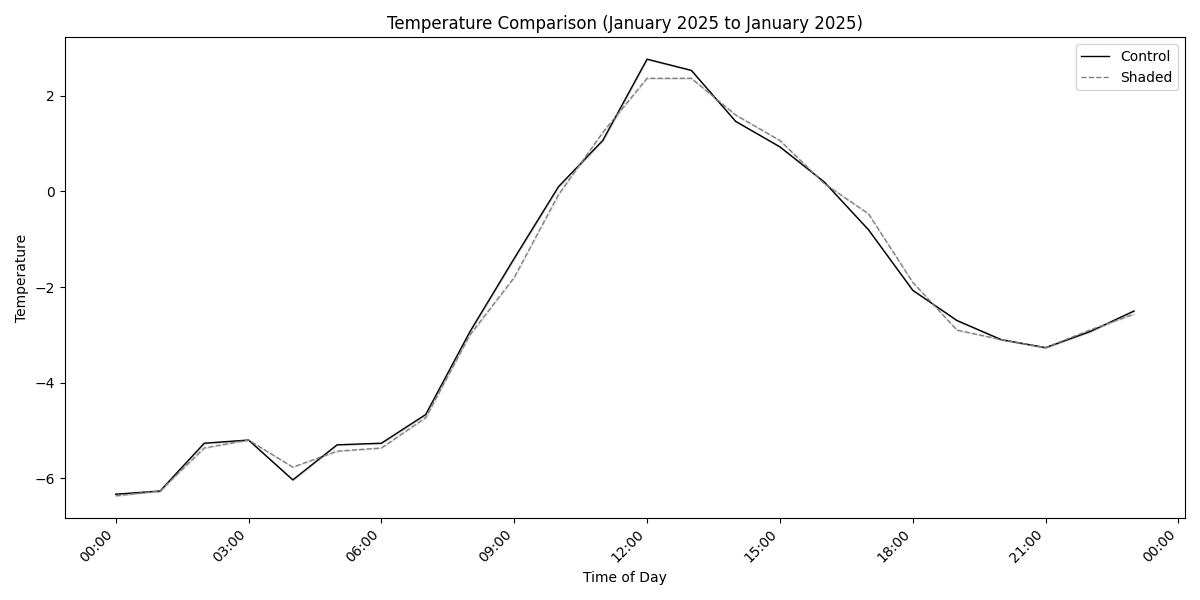 Temperature Comparison (January 2025 to January 2025)
Control
Shaded
Temperature
2
0
−2
−4
−6
00:00
03:00
06:00
09:00
12:00
15:00
18:00
21:00
00:00
Time of Day